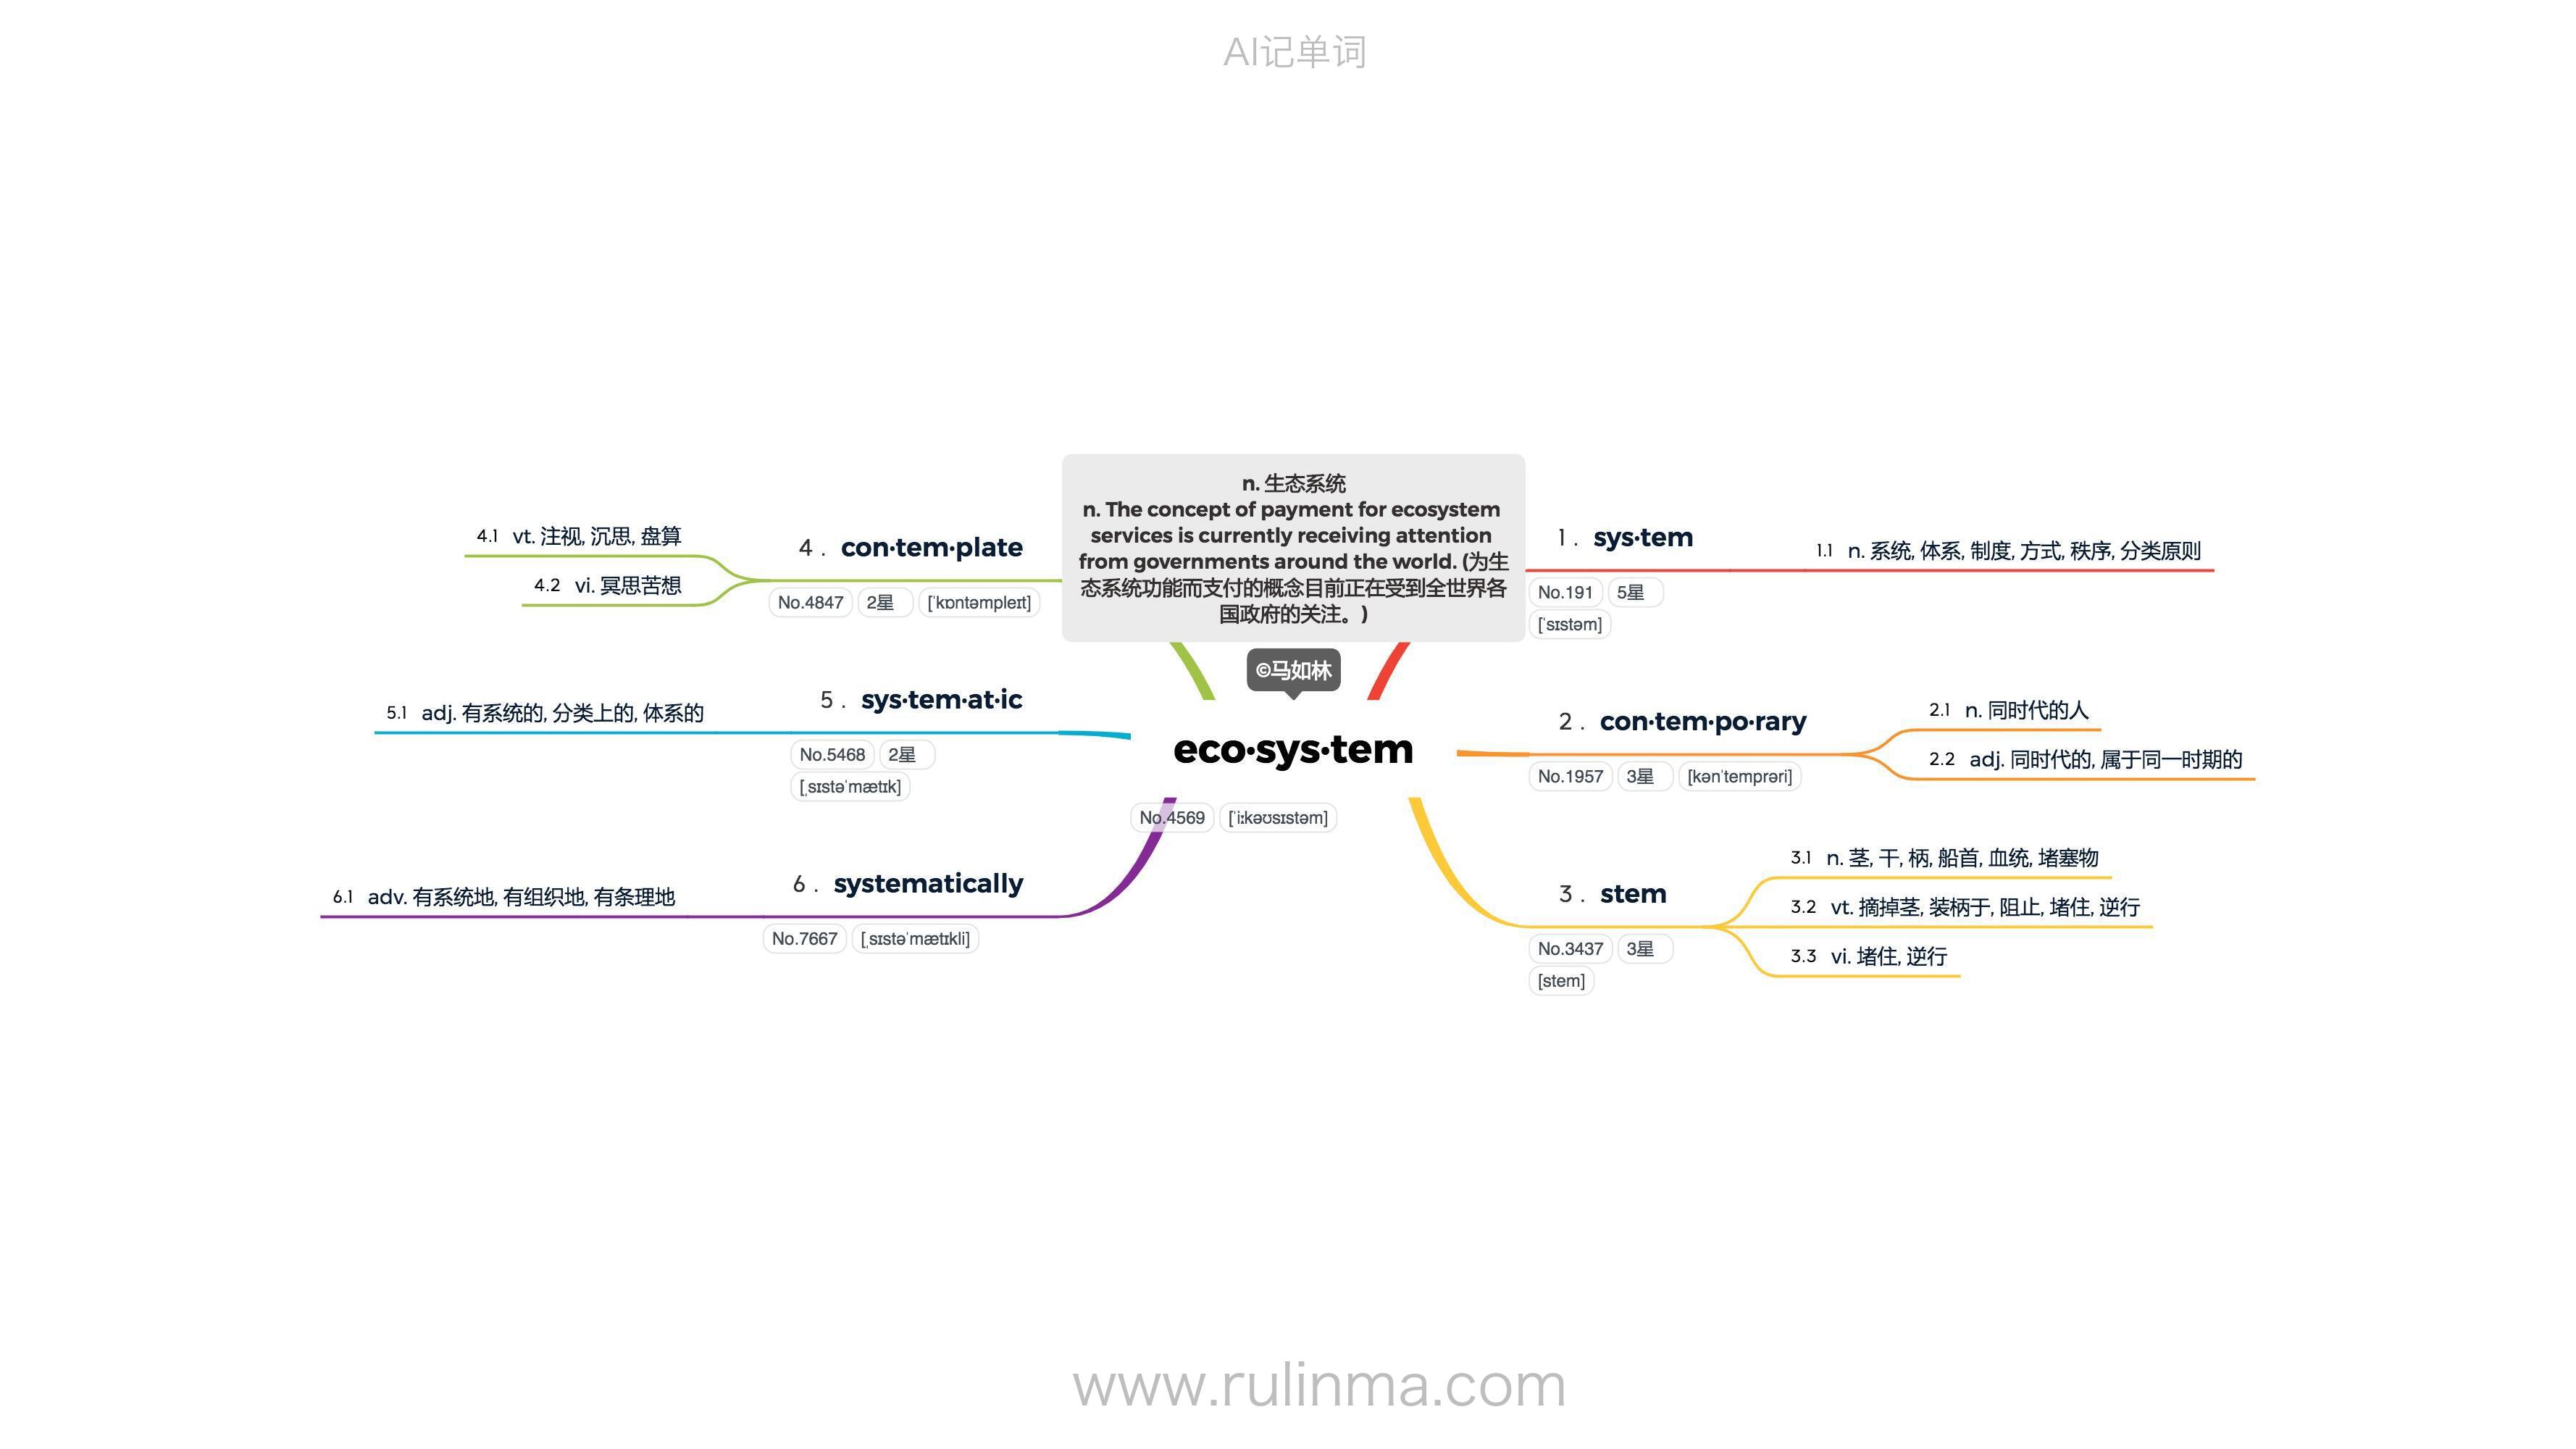 AI记单词
n. 生态系统
n. The concept of payment for ecosystem
services is currently receiving attention
from governments around the world. (为生
态系统功能而支付的概念目前正在受到全世界各
国政府的关注。)
©马如林
eco·sys·tem
No.4569 [ˈiːkəʊsɪstəm]
1 . sys·tem
No.191 5星
[ˈsɪstəm]
1.1 n. 系统, 体系, 制度, 方式, 秩序, 分类原则
2 . con·tem·po·rary
No.1957 3星 [kənˈtemprəri]
2.1 n. 同时代的人
2.2 adj. 同时代的, 属于同一时期的
3 . stem
No.3437 3星
[stem]
3.1 n. 茎, 干, 柄, 船首, 血统, 堵塞物
3.2 vt. 摘掉茎, 装柄于, 阻止, 堵住, 逆行
3.3 vi. 堵住, 逆行
4 . con·tem·plate
No.4847 2星 [ˈkɒntəmpleɪt]
4.1 vt. 注视, 沉思, 盘算
4.2 vi. 冥思苦想
5 . sys·tem·at·ic
No.5468 2星
[ˌsɪstəˈmætɪk]
5.1 adj. 有系统的, 分类上的, 体系的
6 . systematically
No.7667 [ˌsɪstəˈmætɪkli]
6.1 adv. 有系统地, 有组织地, 有条理地
www.rulinma.com